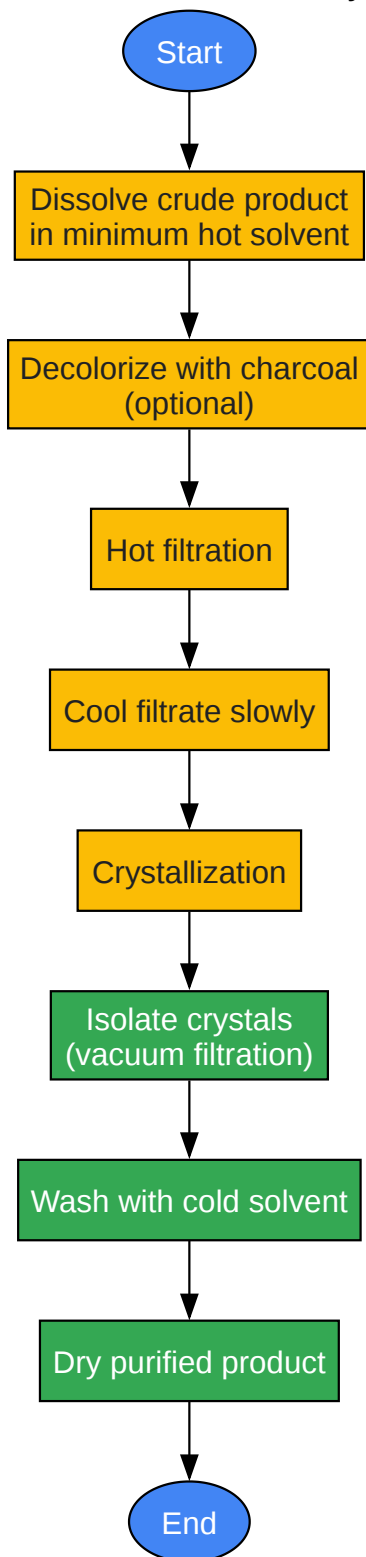 Start
Dissolve crude product
in minimum hot solvent
Decolorize with charcoal
(optional)
Hot filtration
Cool filtrate slowly
Crystallization
Isolate crystals
(vacuum filtration)
Wash with cold solvent
Dry purified product
End